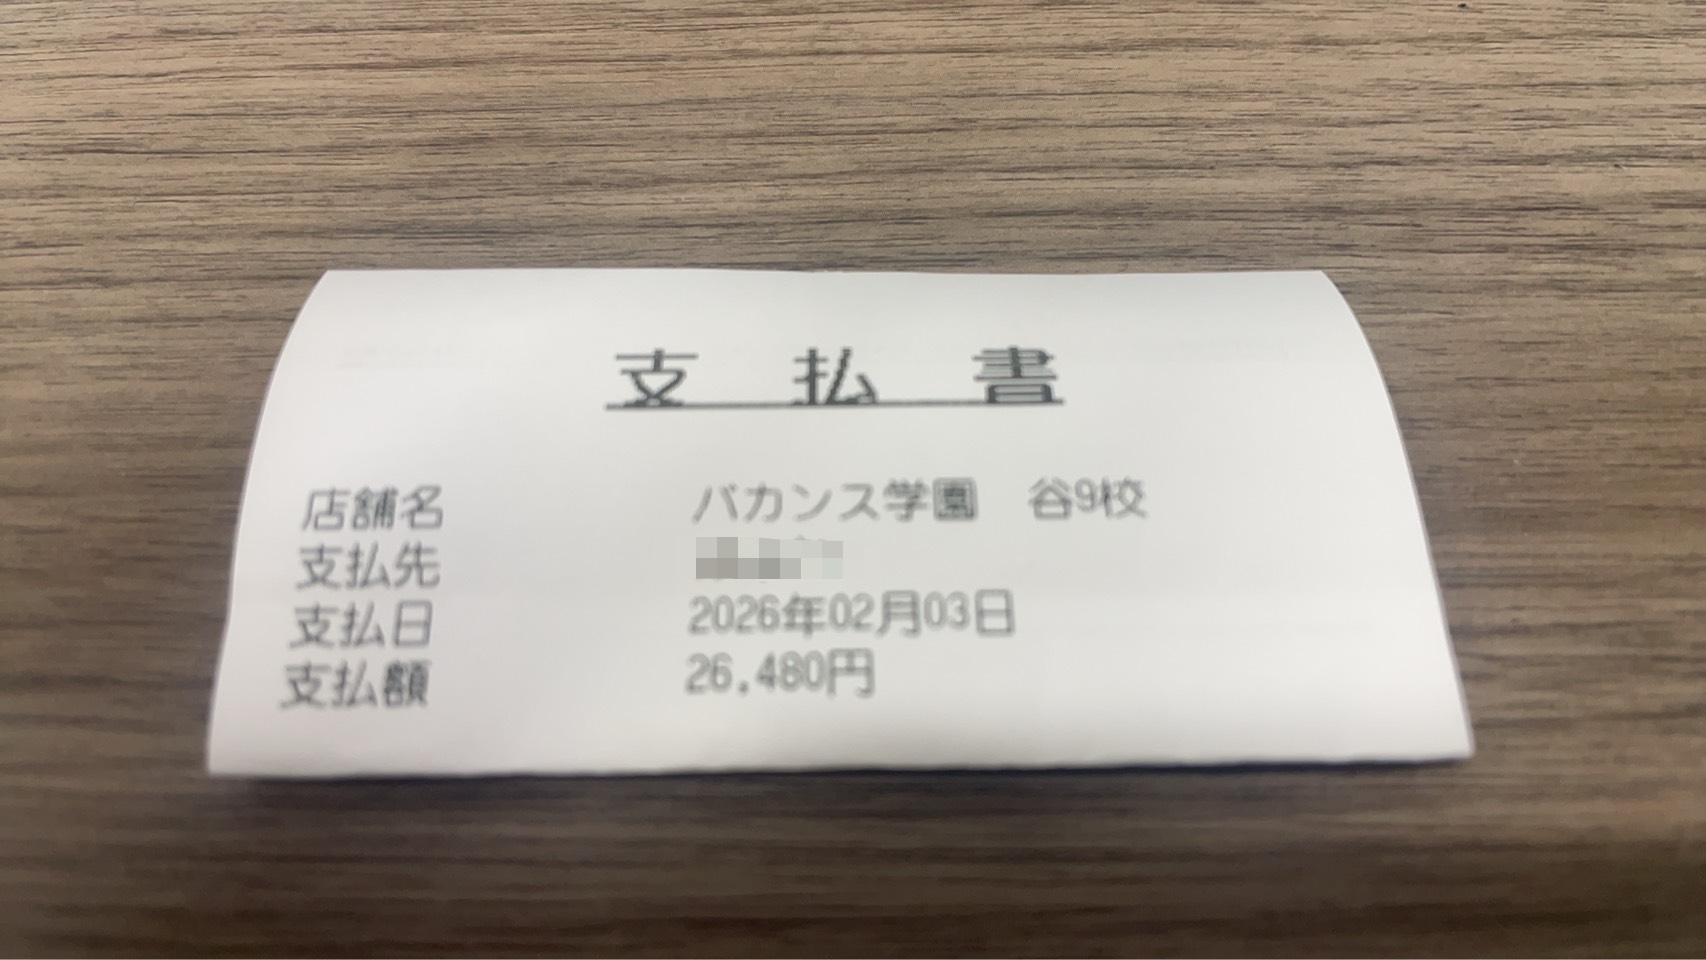 支払書
店舗名　バカンス学園　谷9校
支払先
支払日　2026年02月03日
支払額　26,480円